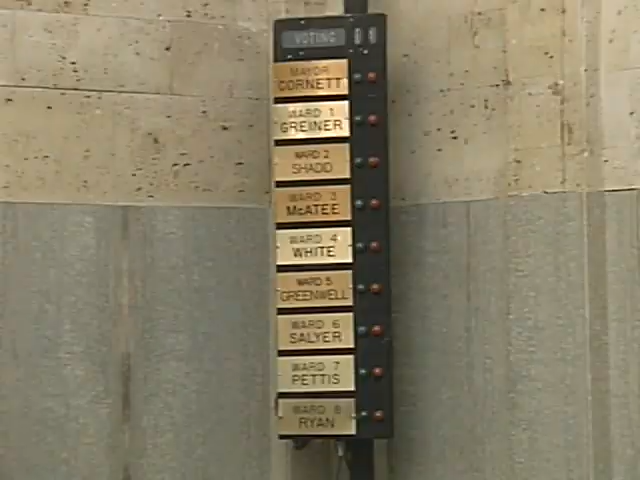 VOTING
MAYOR
CORNETT
WARD 1
GREINER
WARD 2
SHADID
WARD 3
McATEE
WARD 4
WHITE
WARD 5
GREENWELL
WARD 6
SALYER
WARD 7
PETTIS
WARD 8
RYAN